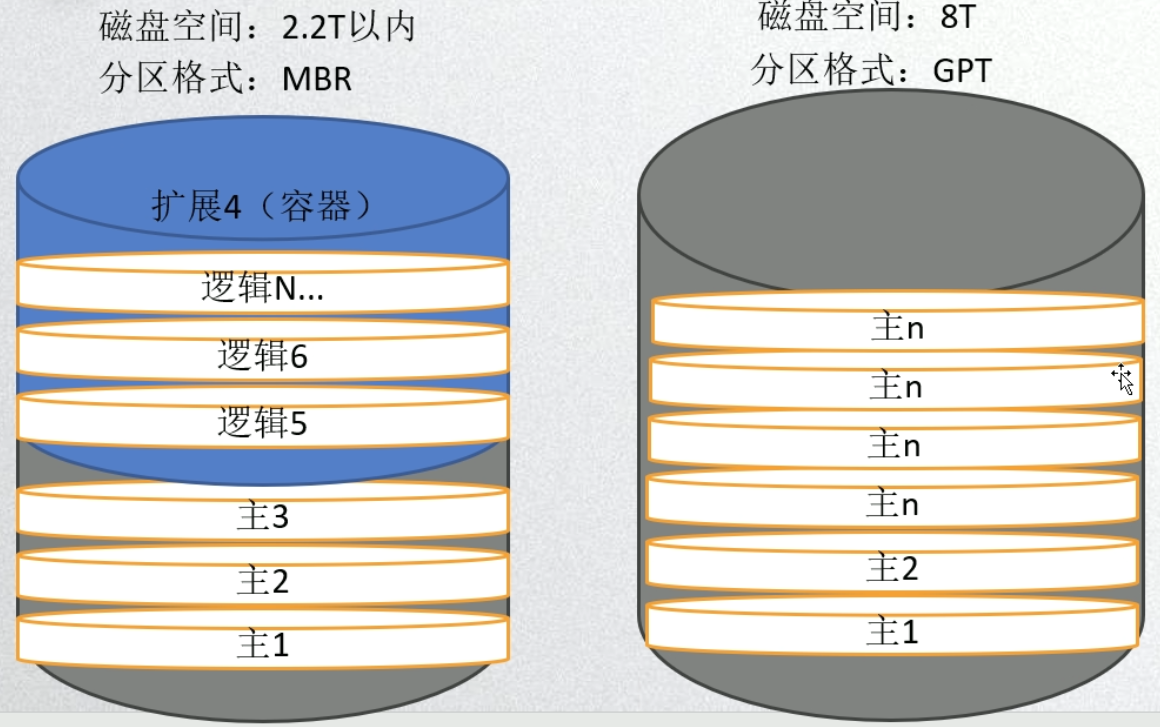 磁盘空间：2.2T以内
分区格式：MBR
扩展4（容器）
逻辑N...
逻辑6
逻辑5
主3
主2
主1
磁盘空间：8T
分区格式：GPT
主n
主n
主n
主n
主2
主1